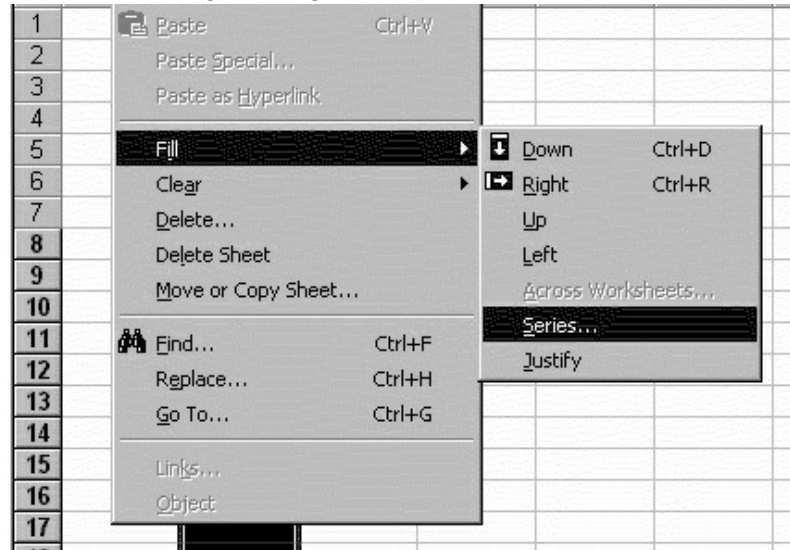 1
2
3
4
5
6
7
8
9
10
11
12
13
14
15
16
17
Paste Ctrl+V
Paste Special...
Paste as Hyperlink
Fill
Clear
Delete...
Delete Sheet
Move or Copy Sheet...
Find... Ctrl+F
Replace... Ctrl+H
Go To... Ctrl+G
Links...
Object
Down Ctrl+D
Right Ctrl+R
Up
Left
Across Worksheets...
Series...
Justify